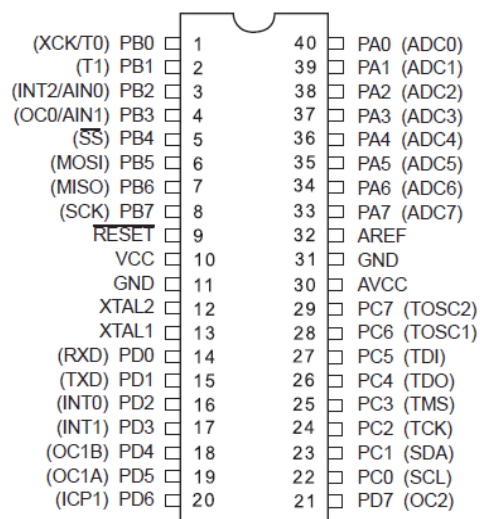 (XCK/T0) PB0 1 40 PA0 (ADC0)
(T1) PB1 2 39 PA1 (ADC1)
(INT2/AIN0) PB2 3 38 PA2 (ADC2)
(OC0/AIN1) PB3 4 37 PA3 (ADC3)
(SS) PB4 5 36 PA4 (ADC4)
(MOSI) PB5 6 35 PA5 (ADC5)
(MISO) PB6 7 34 PA6 (ADC6)
(SCK) PB7 8 33 PA7 (ADC7)
RESET 9 32 AREF
VCC 10 31 GND
GND 11 30 AVCC
XTAL2 12 29 PC7 (TOSC2)
XTAL1 13 28 PC6 (TOSC1)
(RXD) PD0 14 27 PC5 (TDI)
(TXD) PD1 15 26 PC4 (TDO)
(INT0) PD2 16 25 PC3 (TMS)
(INT1) PD3 17 24 PC2 (TCK)
(OC1B) PD4 18 23 PC1 (SDA)
(OC1A) PD5 19 22 PC0 (SCL)
(ICP1) PD6 20 21 PD7 (OC2)